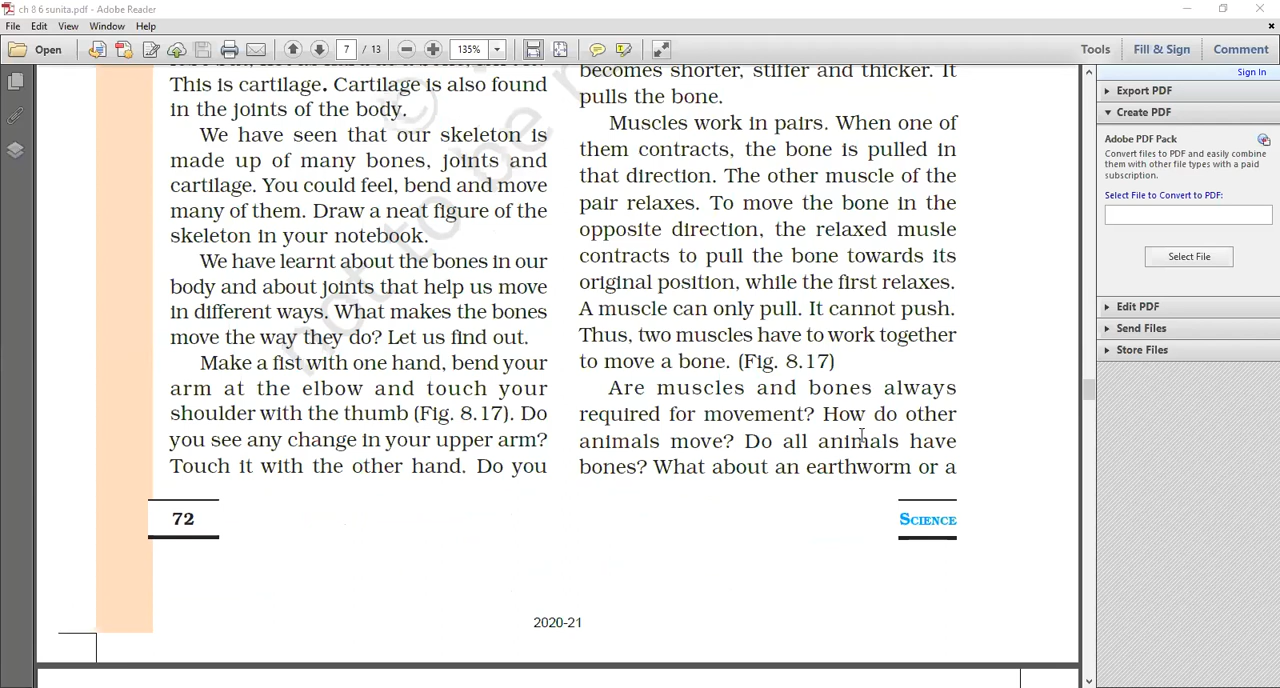 ch 8 6 sunita.pdf - Adobe Reader
File Edit View Window Help
Open
7 / 13
135%
Tools Fill & Sign Comment
This is cartilage. Cartilage is also found
in the joints of the body.
We have seen that our skeleton is
made up of many bones, joints and
cartilage. You could feel, bend and move
many of them. Draw a neat figure of the
skeleton in your notebook.
We have learnt about the bones in our
body and about joints that help us move
in different ways. What makes the bones
move the way they do? Let us find out.
Make a fist with one hand, bend your
arm at the elbow and touch your
shoulder with the thumb (Fig. 8.17). Do
you see any change in your upper arm?
Touch it with the other hand. Do you
becomes shorter, stiffer and thicker. It
pulls the bone.
Muscles work in pairs. When one of
them contracts, the bone is pulled in
that direction. The other muscle of the
pair relaxes. To move the bone in the
opposite direction, the relaxed musle
contracts to pull the bone towards its
original position, while the first relaxes.
A muscle can only pull. It cannot push.
Thus, two muscles have to work together
to move a bone. (Fig. 8.17)
Are muscles and bones always
required for movement? How do other
animals move? Do all animals have
bones? What about an earthworm or a
72
SCIENCE
2020-21
©
not to be r
Sign In
Export PDF
Create PDF
Adobe PDF Pack
Convert files to PDF and easily combine
them with other file types with a paid
subscription.
Select File to Convert to PDF:
Select File
Edit PDF
Send Files
Store Files